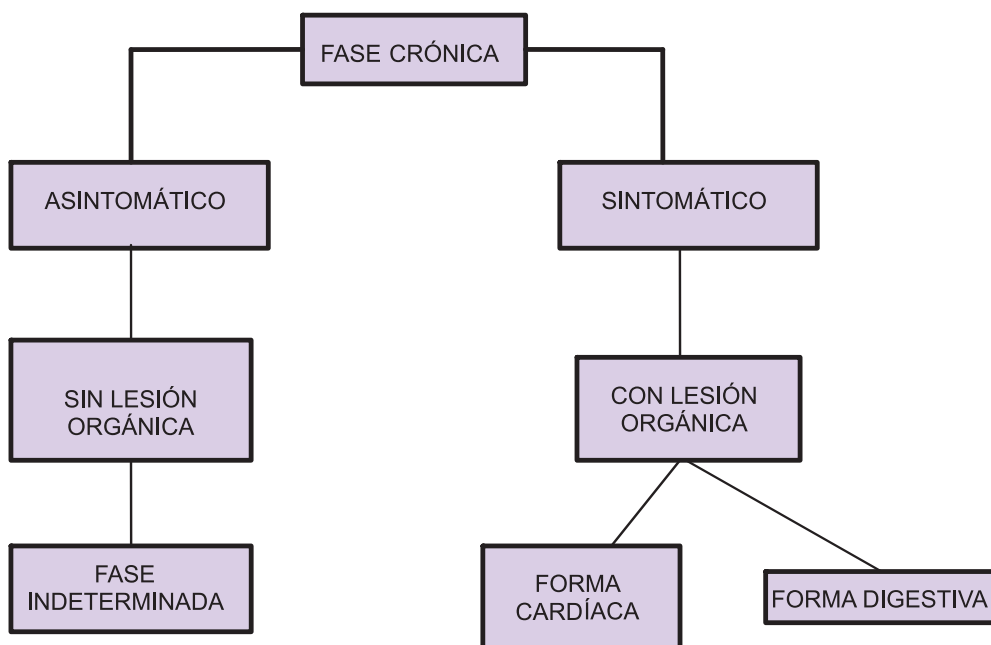 FASE CRÓNICA
ASINTOMÁTICO
SINTOMÁTICO
SIN LESIÓN
ORGÁNICA
CON LESIÓN
ORGÁNICA
FASE
INDETERMINADA
FORMA
CARDÍACA
FORMA DIGESTIVA